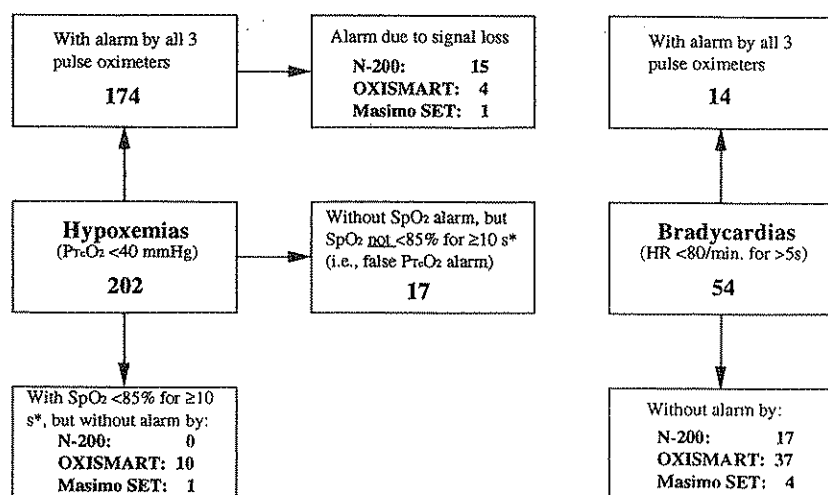 With alarm by all 3
pulse oximeters
174
Alarm due to signal loss
N-200: 15
OXISMART: 4
Masimo SET: 1
With alarm by all 3
pulse oximeters
14
Hypoxemias
(PTcO2 <40 mmHg)
202
Without SpO2 alarm, but
SpO2 not <85% for ≥10 s*
(i.e., false PTcO2 alarm)
17
Bradycardias
(HR <80/min. for >5s)
54
With SpO2 <85% for ≥10
s*, but without alarm by:
N-200: 0
OXISMART: 10
Masimo SET: 1
Without alarm by:
N-200: 17
OXISMART: 37
Masimo SET: 4